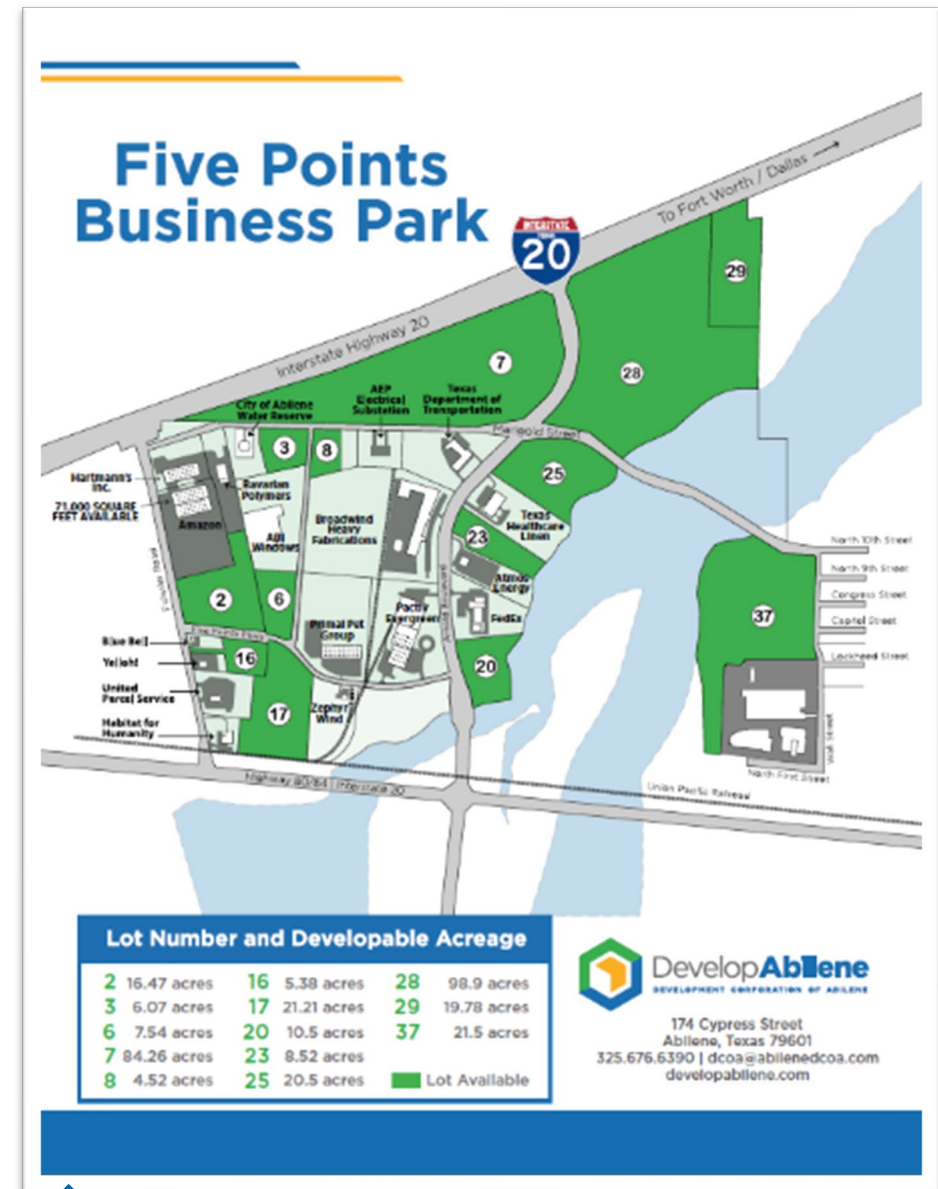 Five Points
Business Park
To Fort Worth / Dallas
INTERSTATE
20
Interstate Highway 20
29
7
28
AEP
Electrical
Substation
Texas
Department of
Transportation
City of Abilene
Water Reserve
Marigold Street
3
8
25
Hartmann's
Inc.
71,000 SQUARE
FEET AVAILABLE
Bavarian
Polymers
Amazon
ABI
Windows
Broadwind
Heavy
Fabrications
Texas
Healthcare
Linen
23
Atmos
Energy
FedEx
North 10th Street
North 9th Street
Congress Street
Capitol Street
Lockheed Street
37
2
6
Primal Pet
Group
Pactiv
Evergreen
Arnold Boulevard
Fulwiler Road
Five Points Pkwy
Blue Bell
Yelloh!
16
20
United
Parcel Service
17
Zephyr
Wind
Habitat for
Humanity
Wall Street
North First Street
Highway 80/84 | Interstate 20
Union Pacific Railroad
Lot Number and Developable Acreage
2 16.47 acres 16 5.38 acres 28 98.9 acres
3 6.07 acres 17 21.21 acres 29 19.78 acres
6 7.54 acres 20 10.5 acres 37 21.5 acres
7 84.26 acres 23 8.52 acres
8 4.52 acres 25 20.5 acres Lot Available
DevelopAbilene
DEVELOPMENT CORPORATION OF ABILENE
174 Cypress Street
Abilene, Texas 79601
325.676.6390 | dcoa@abilenedcoa.com
developabilene.com